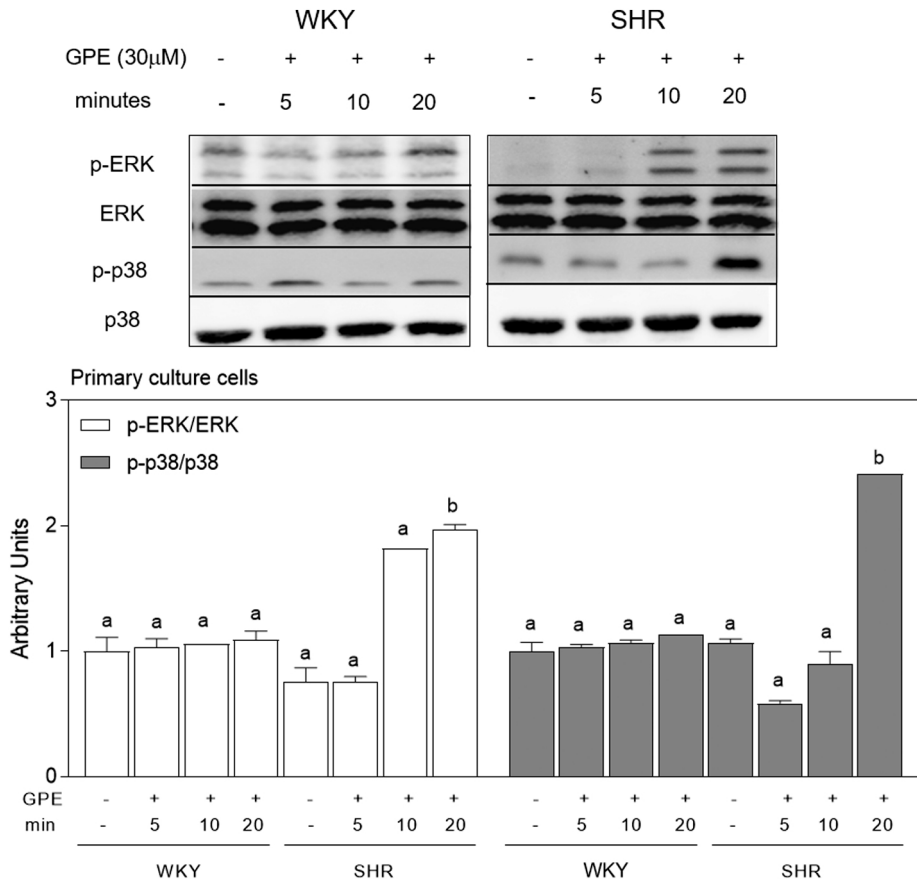 WKY SHR
GPE (30µM) - + + + - + + +
minutes - 5 10 20 - 5 10 20
p-ERK
ERK
p-p38
p38
Primary culture cells
3
p-ERK/ERK
p-p38/p38
b
2
a b
Arbitrary Units
a a a a a a a a a
1
a a a a
0
GPE - + + + - + + + - + + + - + + +
min - 5 10 20 - 5 10 20 - 5 10 20 - 5 10 20
WKY SHR WKY SHR